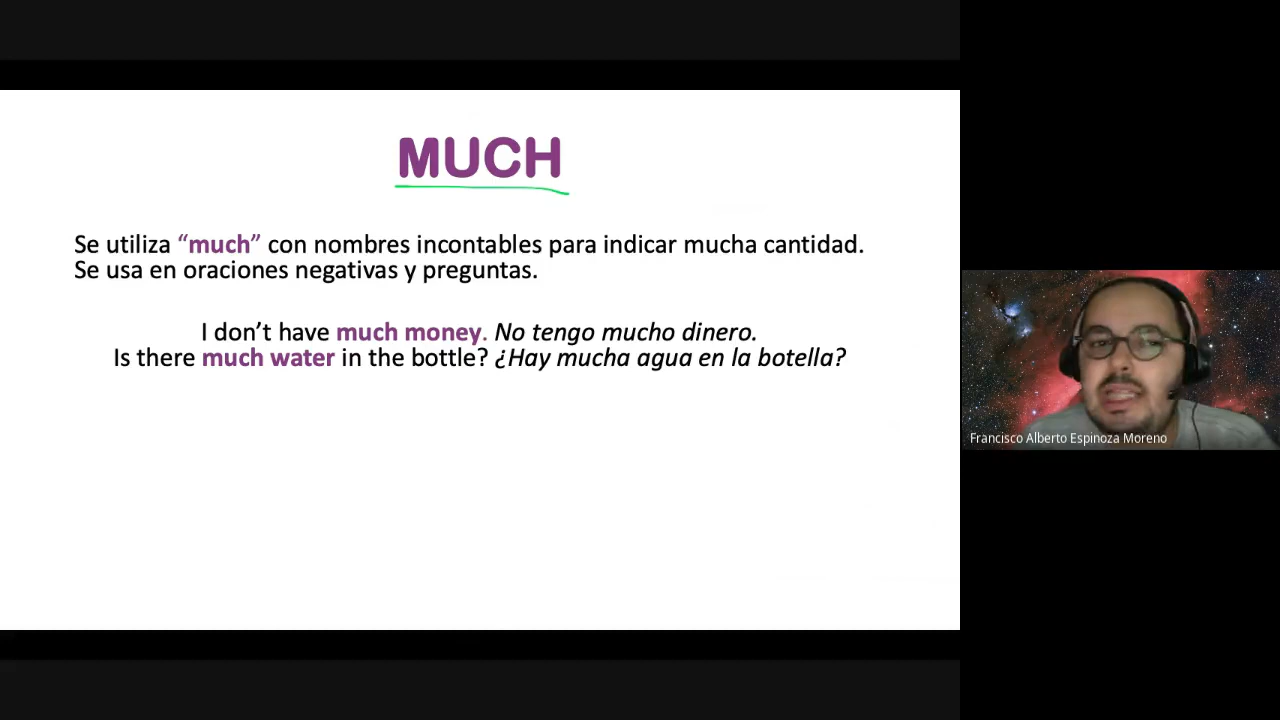 MUCH
Se utiliza “much” con nombres incontables para indicar mucha cantidad.
Se usa en oraciones negativas y preguntas.
I don’t have much money. No tengo mucho dinero.
Is there much water in the bottle? ¿Hay mucha agua en la botella?
Francisco Alberto Espinoza Moreno